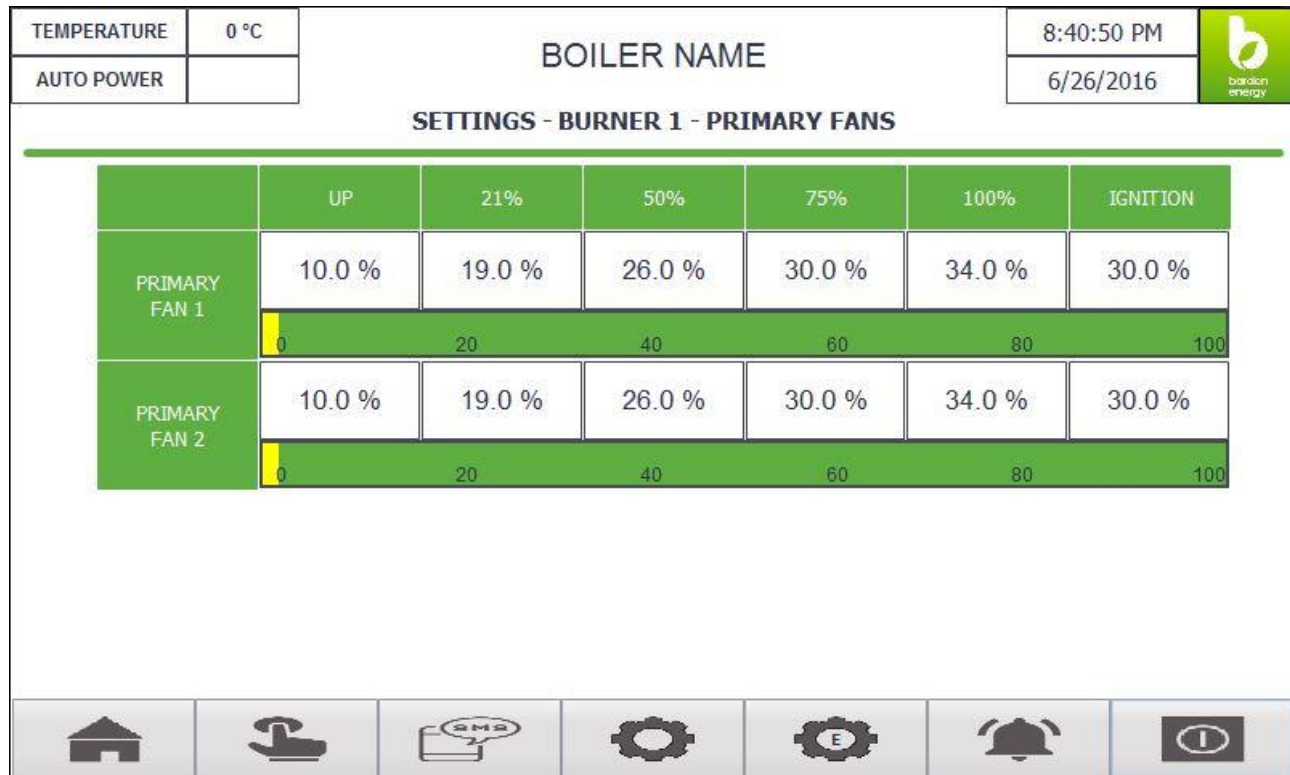 TEMPERATURE 0 °C
AUTO POWER
BOILER NAME
8:40:50 PM
6/26/2016
barden
energy
SETTINGS - BURNER 1 - PRIMARY FANS
UP 21% 50% 75% 100% IGNITION
PRIMARY
FAN 1
10.0 % 19.0 % 26.0 % 30.0 % 34.0 % 30.0 %
0 20 40 60 80 100
PRIMARY
FAN 2
10.0 % 19.0 % 26.0 % 30.0 % 34.0 % 30.0 %
0 20 40 60 80 100
SMS
E